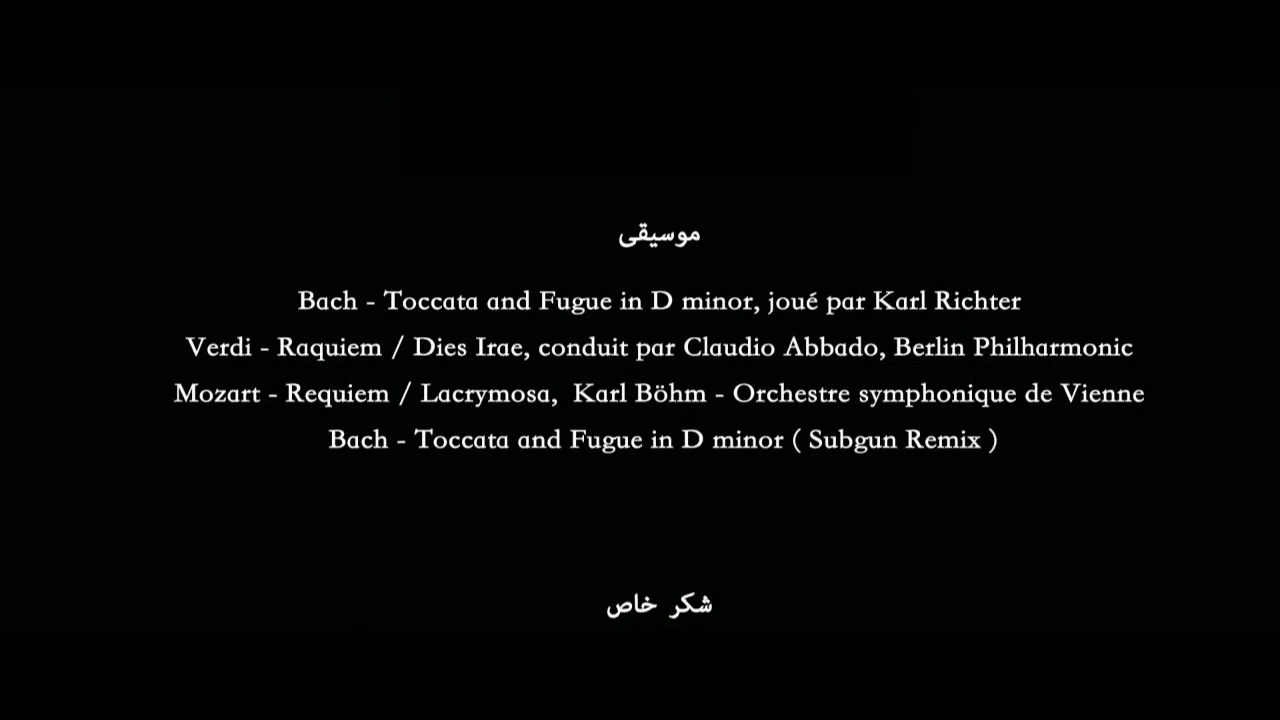 موسيقى
Bach - Toccata and Fugue in D minor, joué par Karl Richter
Verdi - Raquiem / Dies Irae, conduit par Claudio Abbado, Berlin Philharmonic
Mozart - Requiem / Lacrymosa, Karl Böhm - Orchestre symphonique de Vienne
Bach - Toccata and Fugue in D minor ( Subgun Remix )
شكر خاص